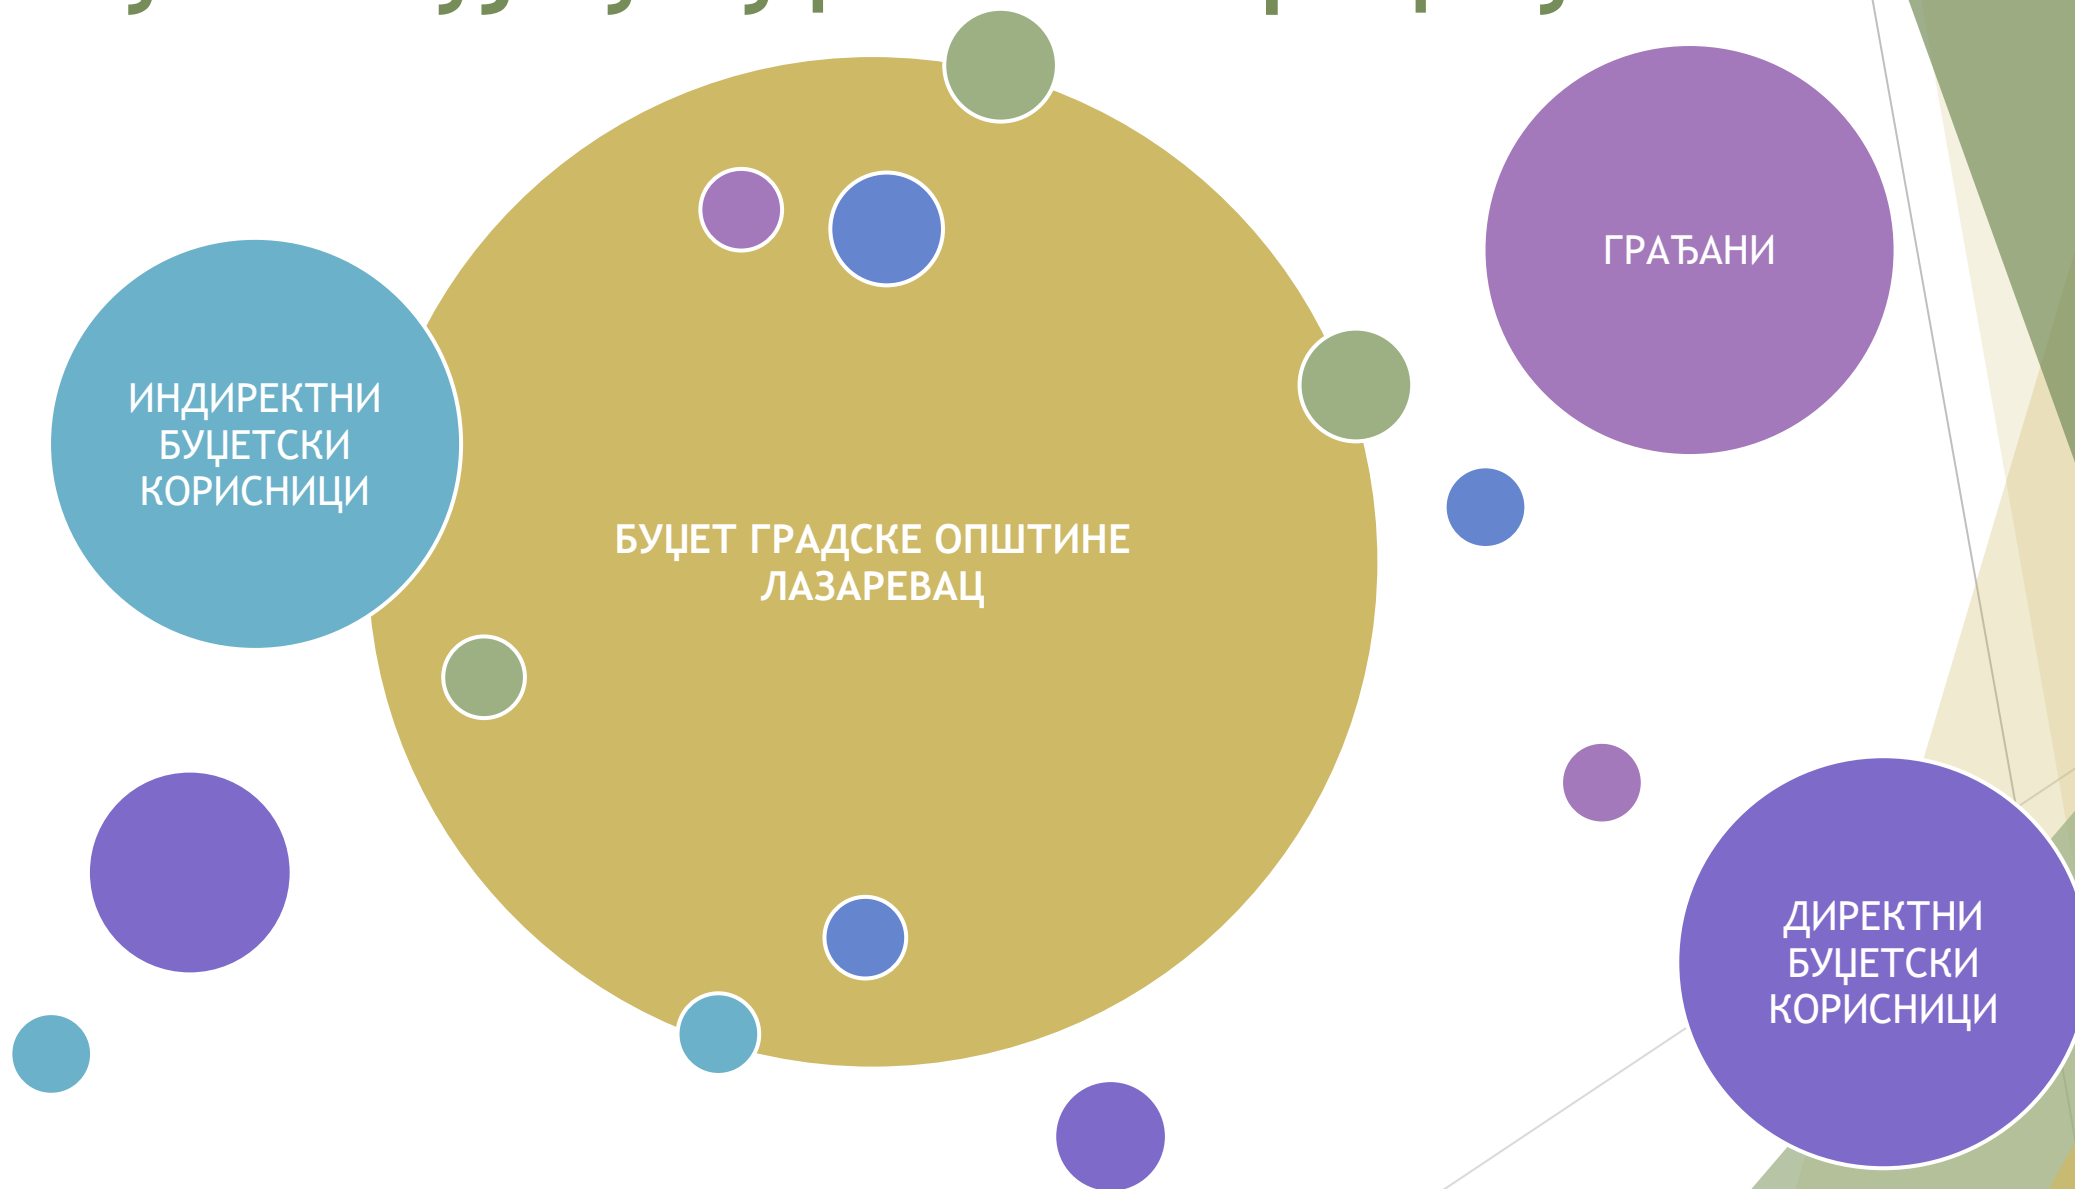 ГРАЂАНИ
ИНДИРЕКТНИ
БУЏЕТСКИ
КОРИСНИЦИ
БУЏЕТ ГРАДСКЕ ОПШТИНЕ
ЛАЗАРЕВАЦ
ДИРЕКТНИ
БУЏЕТСКИ
КОРИСНИЦИ